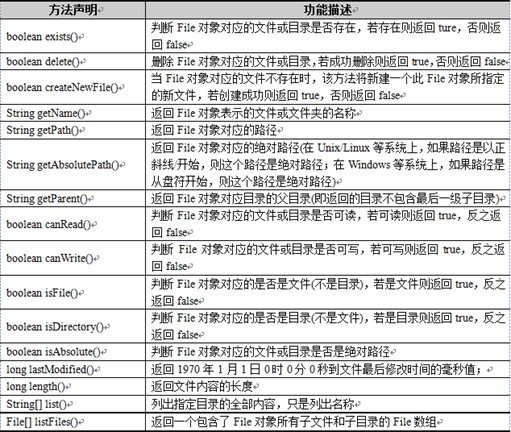 方法声明 功能描述
boolean exists() 判断 File 对象对应的文件或目录是否存在，若存在则返回 ture，否则返
回 false
boolean delete() 删除 File 对象对应的文件或目录，若成功删除则返回 true，否则返回 false
boolean createNewFile() 当 File 对象对应的文件不存在时，该方法将新建一个此 File 对象所指定
的新文件，若创建成功则返回 true，否则返回 false
String getName() 返回 File 对象表示的文件或文件夹的名称
String getPath() 返回 File 对象对应的路径
String getAbsolutePath() 返回 File 对象对应的绝对路径(在 Unix/Linux 等系统上，如果路径是以正
斜线/开始，则这个路径是绝对路径；在 Windows 等系统上，如果路径是
从盘符开始，则这个路径是绝对路径)
String getParent() 返回 File 对象对应目录的父目录(即返回的目录不包含最后一级子目录)
boolean canRead() 判断 File 对象对应的文件或目录是否可读，若可读则返回 true，反之返
回 false
boolean canWrite() 判断 File 对象对应的文件或目录是否可写，若可写则返回 true，反之返
回 false
boolean isFile() 判断 File 对象对应的是否是文件(不是目录)，若是文件则返回 true，反之
返回 false
boolean isDirectory() 判断 File 对象对应的是否是目录(不是文件)，若是目录则返回 true，反之
返回 false
boolean isAbsolute() 判断 File 对象对应的文件或目录是否是绝对路径
long lastModified() 返回 1970 年 1 月 1 日 0 时 0 分 0 秒到文件最后修改时间的毫秒值；
long length() 返回文件内容的长度
String[] list() 列出指定目录的全部内容，只是列出名称
File[] listFiles() 返回一个包含了 File 对象所有子文件和子目录的 File 数组